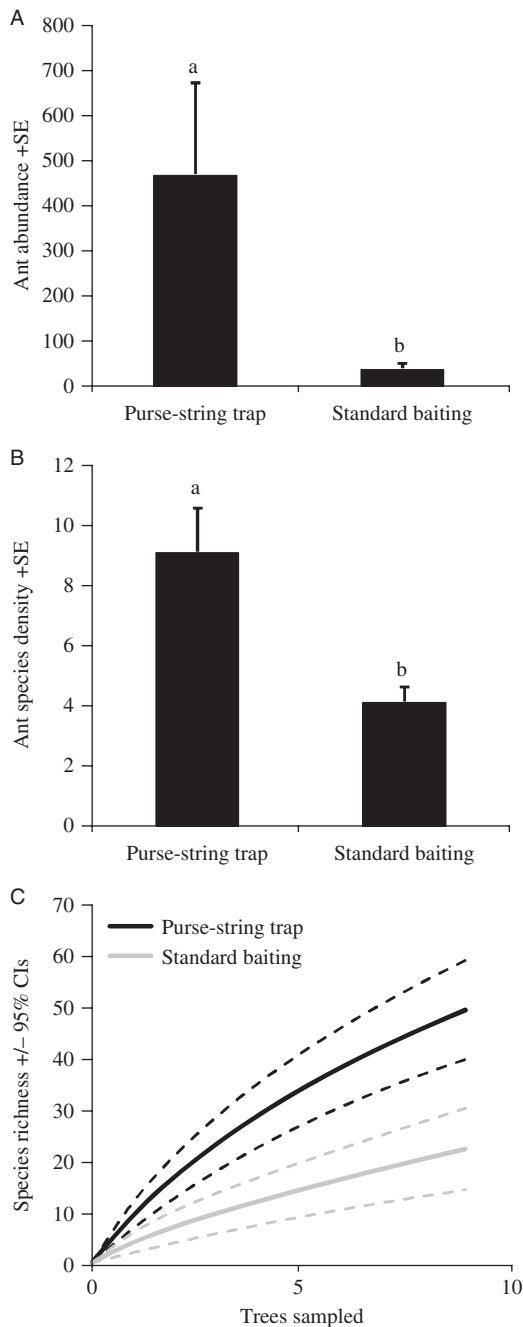 A
800
700
600
500
400
300
200
100
0
Ant abundance +SE
a
b
Purse-string trap
Standard baiting
B
12
10
8
6
4
2
0
Ant species density +SE
a
b
Purse-string trap
Standard baiting
C
70
60
50
40
30
20
10
0
Species richness +/– 95% CIs
Purse-string trap
Standard baiting
0
5
10
Trees sampled